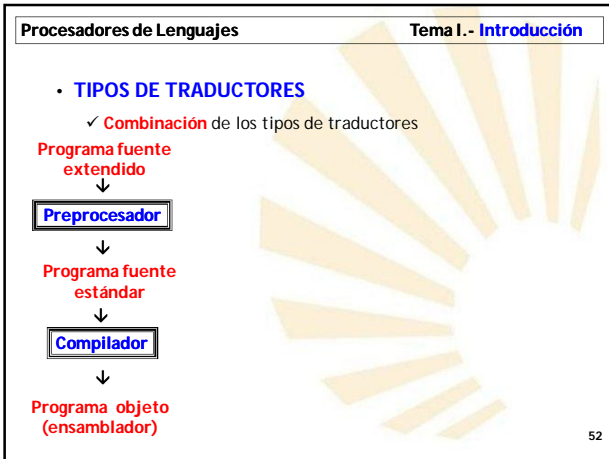 Procesadores de Lenguajes Tema I.- Introducción
• TIPOS DE TRADUCTORES
✓ Combinación de los tipos de traductores
Programa fuente
extendido
↓
Preprocesador
↓
Programa fuente
estándar
↓
Compilador
↓
Programa objeto
(ensamblador)
52